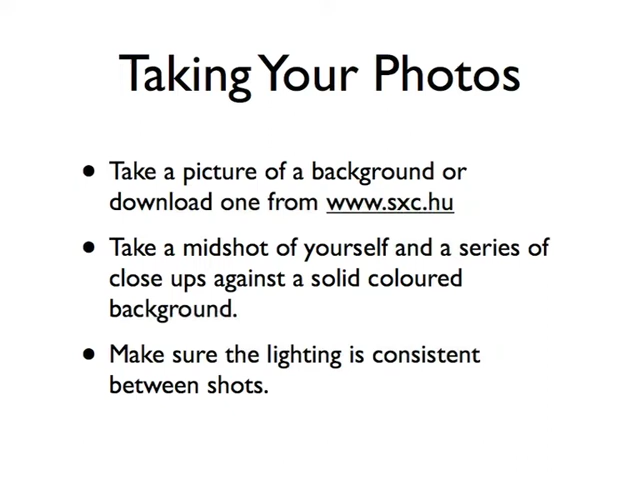 Taking Your Photos
• Take a picture of a background or
download one from www.sxc.hu
• Take a midshot of yourself and a series of
close ups against a solid coloured
background.
• Make sure the lighting is consistent
between shots.